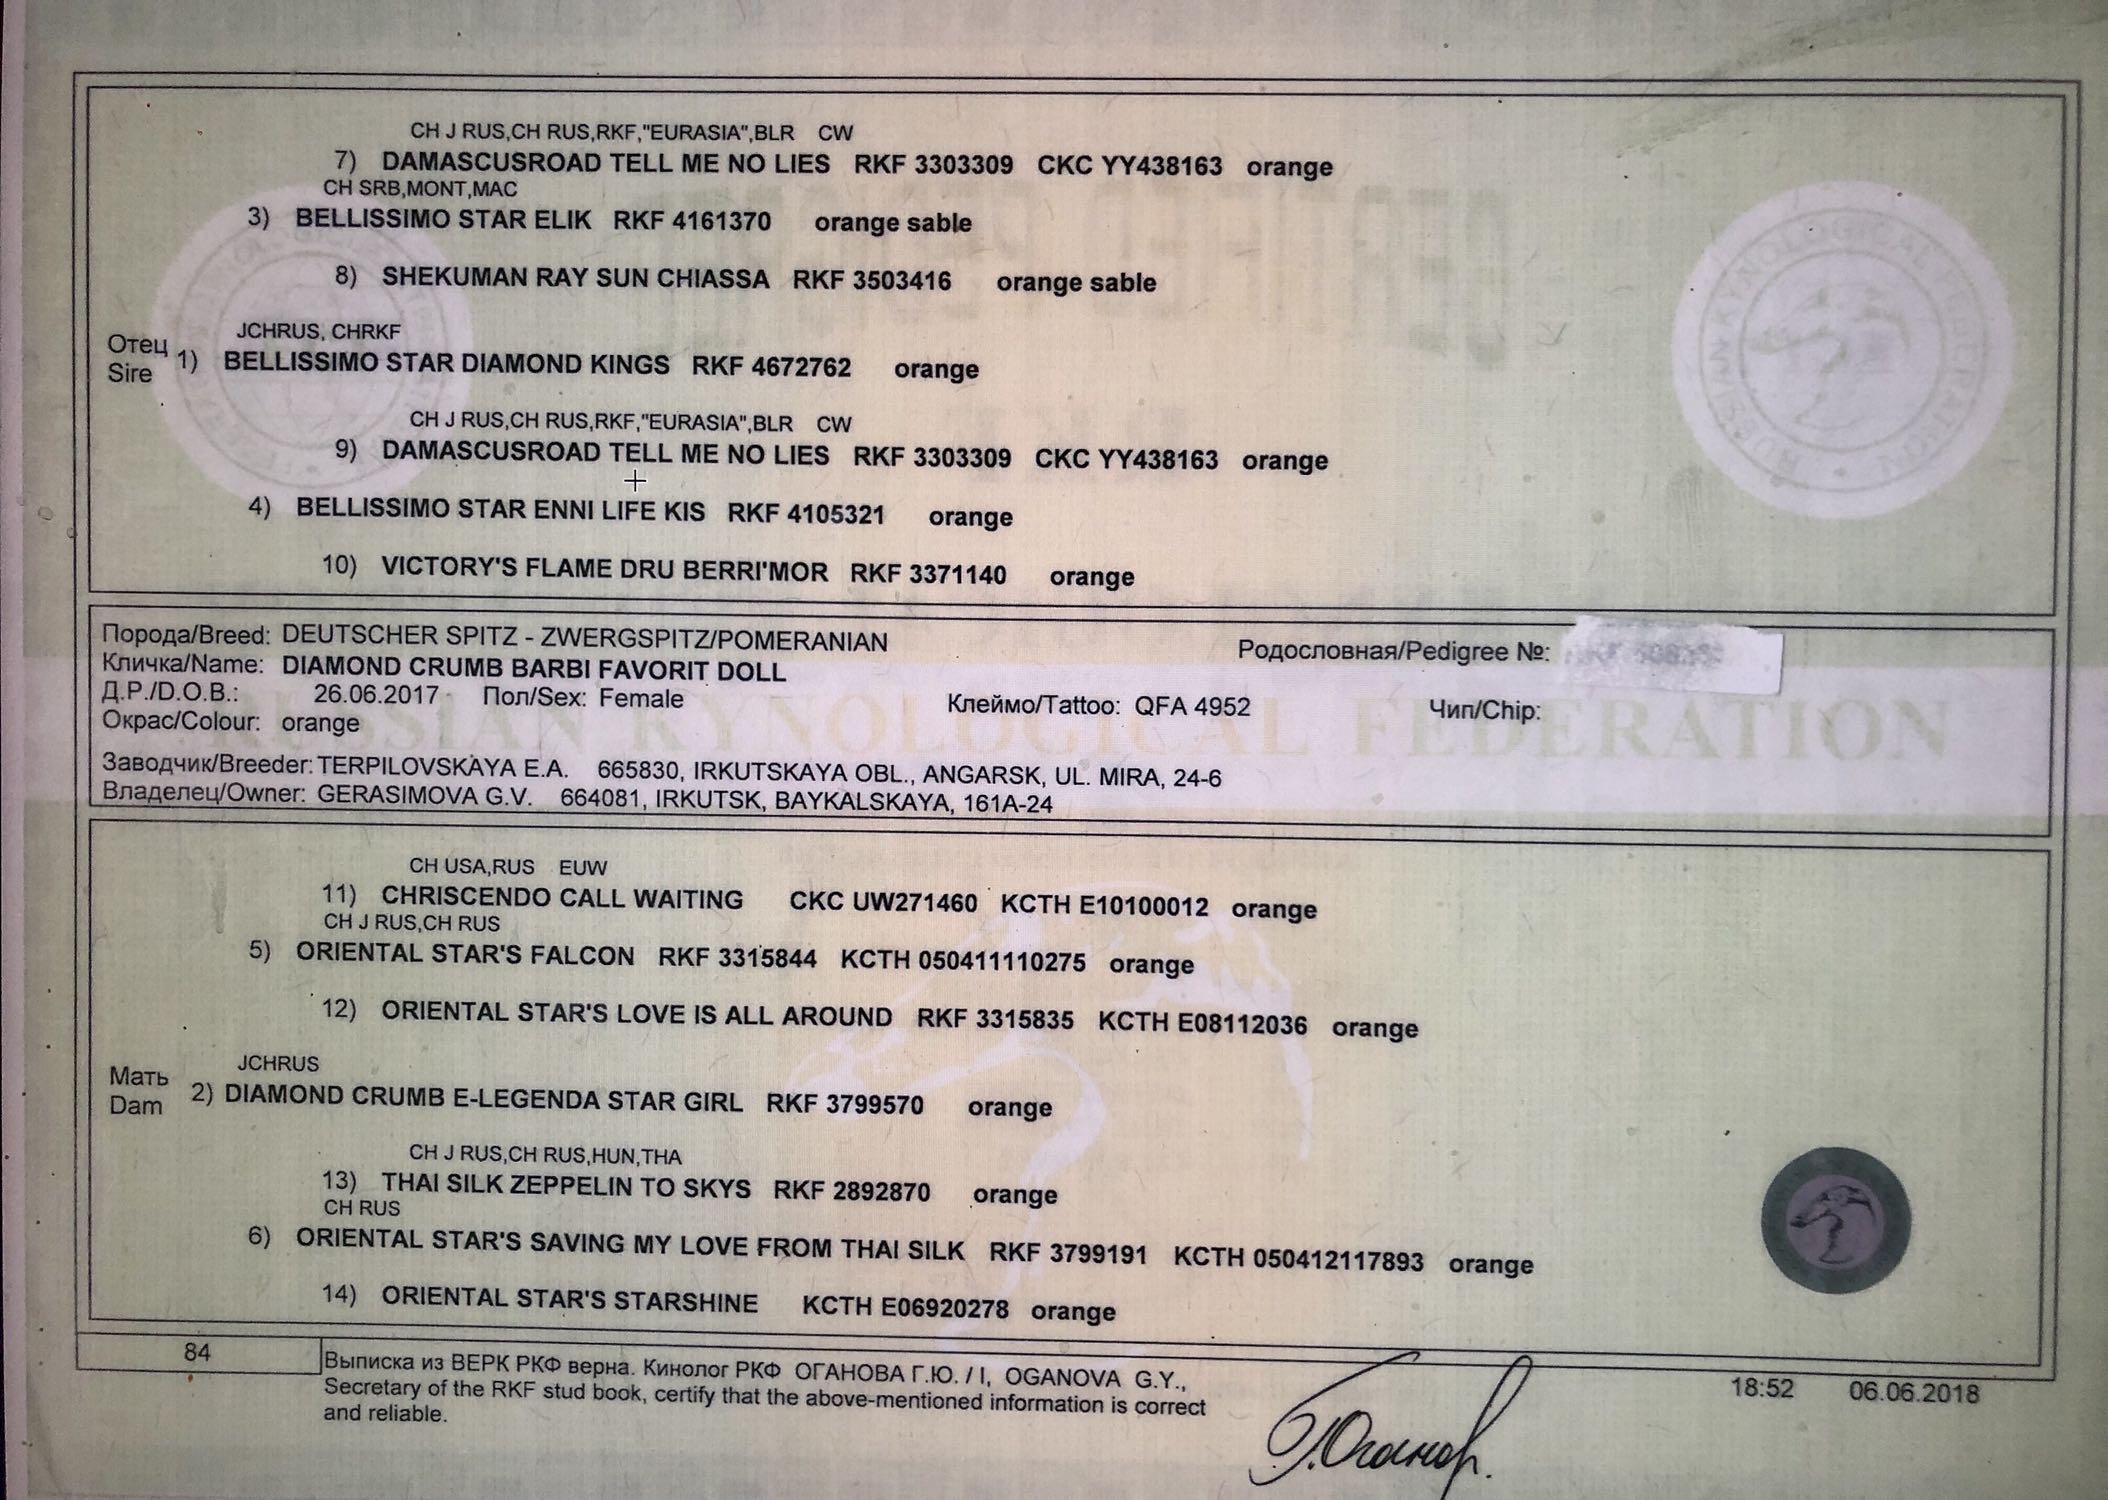 CH J RUS,CH RUS,RKF,"EURASIA",BLR CW
7) DAMASCUSROAD TELL ME NO LIES RKF 3303309 CKC YY438163 orange
CH SRB,MONT,MAC
3) BELLISSIMO STAR ELIK RKF 4161370 orange sable
8) SHEKUMAN RAY SUN CHIASSA RKF 3503416 orange sable
JCHRUS, CHRKF
Отец
Sire
1) BELLISSIMO STAR DIAMOND KINGS RKF 4672762 orange
CH J RUS,CH RUS,RKF,"EURASIA",BLR CW
9) DAMASCUSROAD TELL ME NO LIES RKF 3303309 CKC YY438163 orange
4) BELLISSIMO STAR ENNI LIFE KIS RKF 4105321 orange
10) VICTORY'S FLAME DRU BERRI'MOR RKF 3371140 orange
Порода/Breed: DEUTSCHER SPITZ - ZWERGSPITZ/POMERANIAN Родословная/Pedigree №:
Кличка/Name: DIAMOND CRUMB BARBI FAVORIT DOLL
Д.Р./D.O.B.: 26.06.2017 Пол/Sex: Female Клеймо/Tattoo: QFA 4952 Чип/Chip:
Окрас/Colour: orange
RUSSIAN KYNOLOGICAL FEDERATION
Заводчик/Breeder: TERPILOVSKAYA E.A. 665830, IRKUTSKAYA OBL., ANGARSK, UL. MIRA, 24-6
Владелец/Owner: GERASIMOVA G.V. 664081, IRKUTSK, BAYKALSKAYA, 161A-24
CH USA,RUS EUW
11) CHRISCENDO CALL WAITING CKC UW271460 KCTH E10100012 orange
CH J RUS,CH RUS
5) ORIENTAL STAR'S FALCON RKF 3315844 KCTH 050411110275 orange
12) ORIENTAL STAR'S LOVE IS ALL AROUND RKF 3315835 KCTH E08112036 orange
JCHRUS
Мать
Dam
2) DIAMOND CRUMB E-LEGENDA STAR GIRL RKF 3799570 orange
CH J RUS,CH RUS,HUN,THA
13) THAI SILK ZEPPELIN TO SKYS RKF 2892870 orange
CH RUS
6) ORIENTAL STAR'S SAVING MY LOVE FROM THAI SILK RKF 3799191 KCTH 050412117893 orange
14) ORIENTAL STAR'S STARSHINE KCTH E06920278 orange
84
Выписка из ВЕРК РКФ верна. Кинолог РКФ ОГАНОВА Г.Ю. / I, OGANOVA G.Y.,
Secretary of the RKF stud book, certify that the above-mentioned information is correct
and reliable.
18:52 06.06.2018